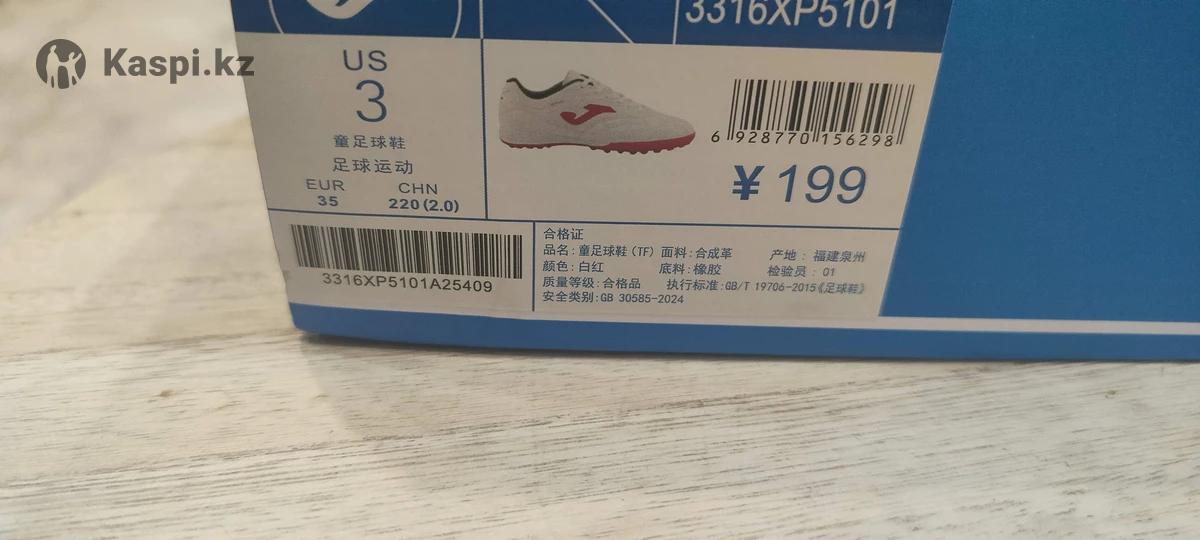 Kaspi.kz
3316XP5101
US
3
童足球鞋
足球运动
EUR CHN
35 220(2.0)
6 928770 156298
¥ 199
3316XP5101A25409
合格证
品名: 童足球鞋 (TF) 面料: 合成革 产地: 福建泉州
颜色: 白红 底料: 橡胶 检验员: 01
质量等级: 合格品 执行标准: GB/T 19706-2015《足球鞋》
安全类别: GB 30585-2024